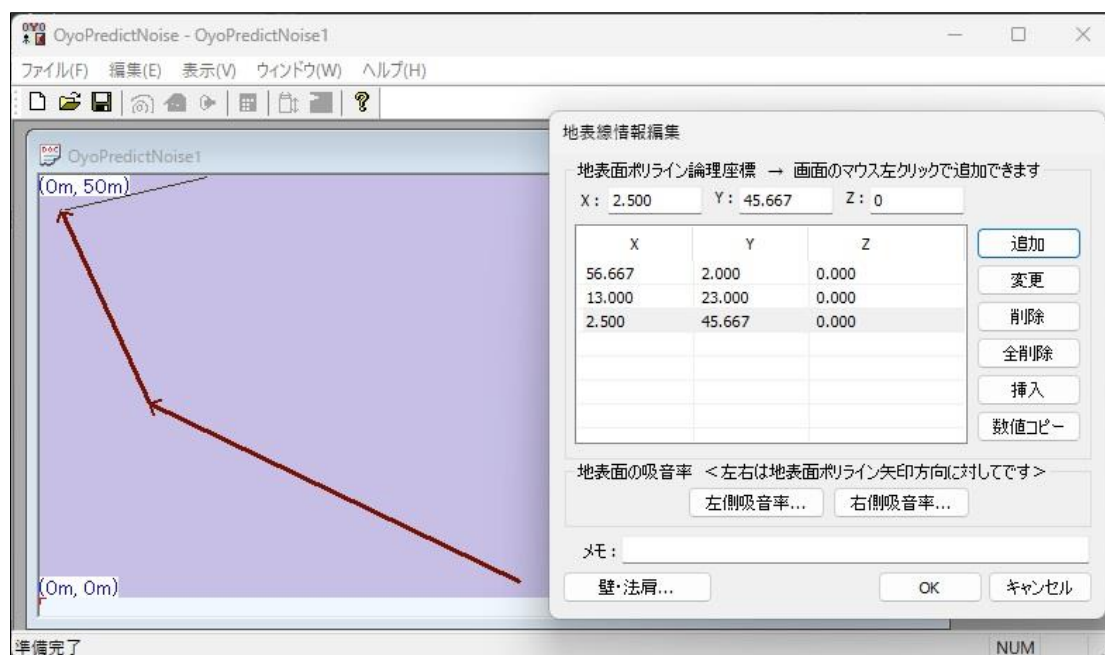 OYO
OyoPredictNoise - OyoPredictNoise1
ファイル(F) 編集(E) 表示(V) ウィンドウ(W) ヘルプ(H)
OyoPredictNoise1
(0m, 50m)
(0m, 0m)
準備完了
NUM
地表線情報編集
地表面ポリライン論理座標 → 画面のマウス左クリックで追加できます
X: 2.500 Y: 45.667 Z: 0
X Y Z
56.667 2.000 0.000
13.000 23.000 0.000
2.500 45.667 0.000
追加
変更
削除
全削除
挿入
数値コピー
地表面の吸音率 <左右は地表面ポリライン矢印方向に対してです>
左側吸音率... 右側吸音率...
メモ:
壁・法肩... OK キャンセル